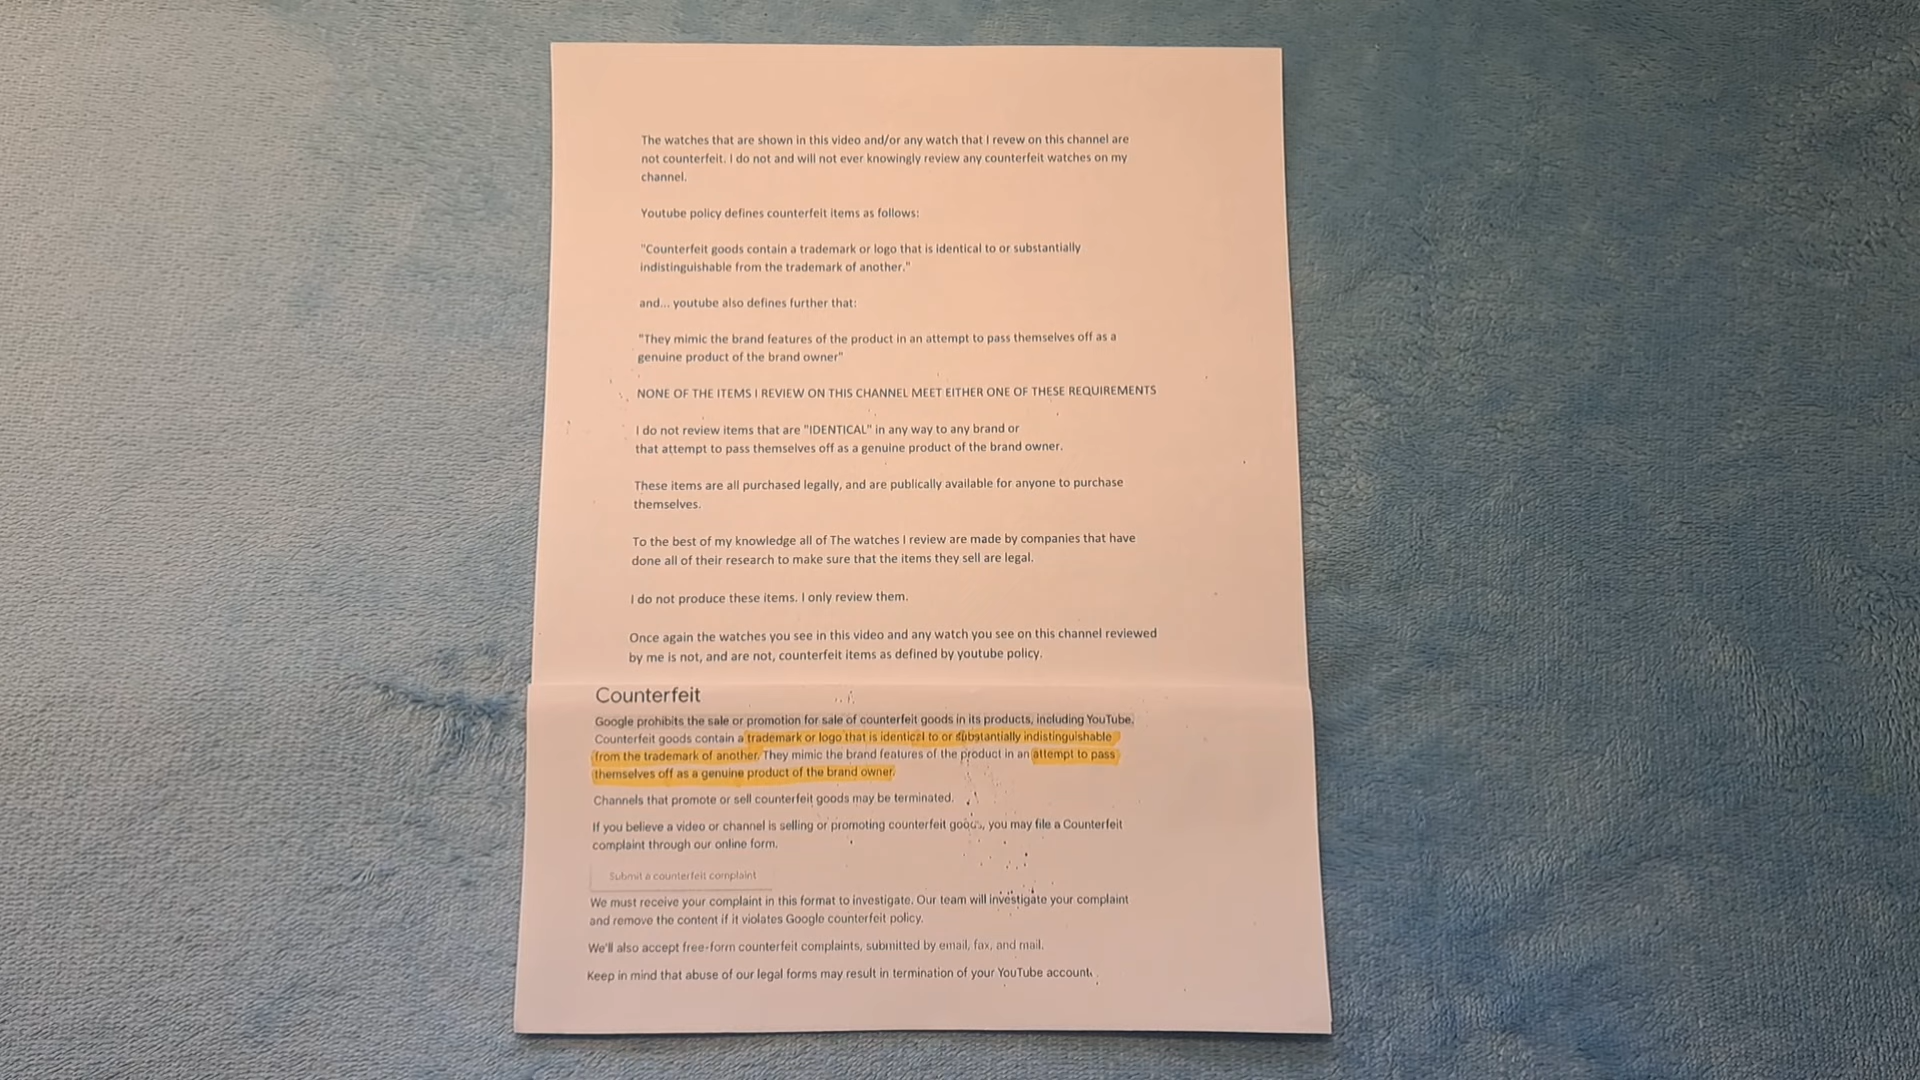 The watches that are shown in this video and/or any watch that I revew on this channel are
not counterfeit. I do not and will not ever knowingly review any counterfeit watches on my
channel.
Youtube policy defines counterfeit items as follows:
"Counterfeit goods contain a trademark or logo that is identical to or substantially
indistinguishable from the trademark of another."
and... youtube also defines further that:
"They mimic the brand features of the product in an attempt to pass themselves off as a
genuine product of the brand owner"
NONE OF THE ITEMS I REVIEW ON THIS CHANNEL MEET EITHER ONE OF THESE REQUIREMENTS
I do not review items that are "IDENTICAL" in any way to any brand or
that attempt to pass themselves off as a genuine product of the brand owner.
These items are all purchased legally, and are publically available for anyone to purchase
themselves.
To the best of my knowledge all of The watches I review are made by companies that have
done all of their research to make sure that the items they sell are legal.
I do not produce these items. I only review them.
Once again the watches you see in this video and any watch you see on this channel reviewed
by me is not, and are not, counterfeit items as defined by youtube policy.
Counterfeit
Google prohibits the sale or promotion for sale of counterfeit goods in its products, including YouTube.
Counterfeit goods contain a trademark or logo that is identical to or substantially indistinguishable
from the trademark of another. They mimic the brand features of the product in an attempt to pass
themselves off as a genuine product of the brand owner.
Channels that promote or sell counterfeit goods may be terminated.
If you believe a video or channel is selling or promoting counterfeit goods, you may file a Counterfeit
complaint through our online form.
Submit a counterfeit complaint
We must receive your complaint in this format to investigate. Our team will investigate your complaint
and remove the content if it violates Google counterfeit policy.
We'll also accept free-form counterfeit complaints, submitted by email, fax, and mail.
Keep in mind that abuse of our legal forms may result in termination of your YouTube account.